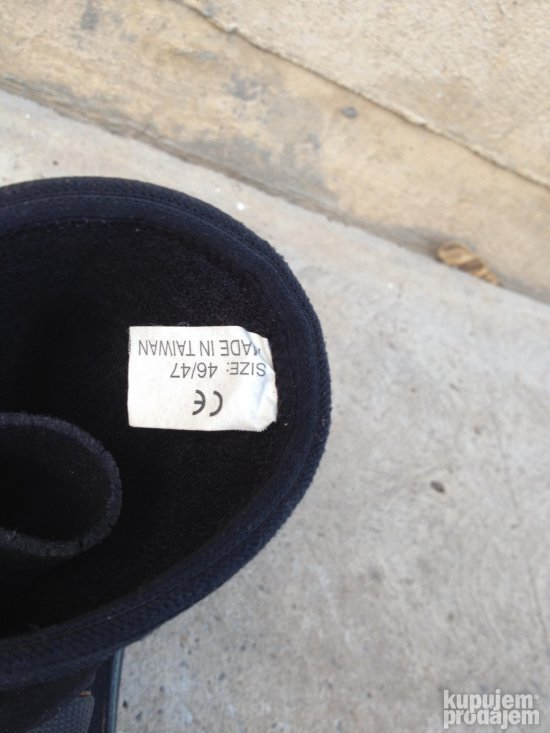 CE
SIZE: 46/47
MADE IN TAIWAN
kupujem
prodajem